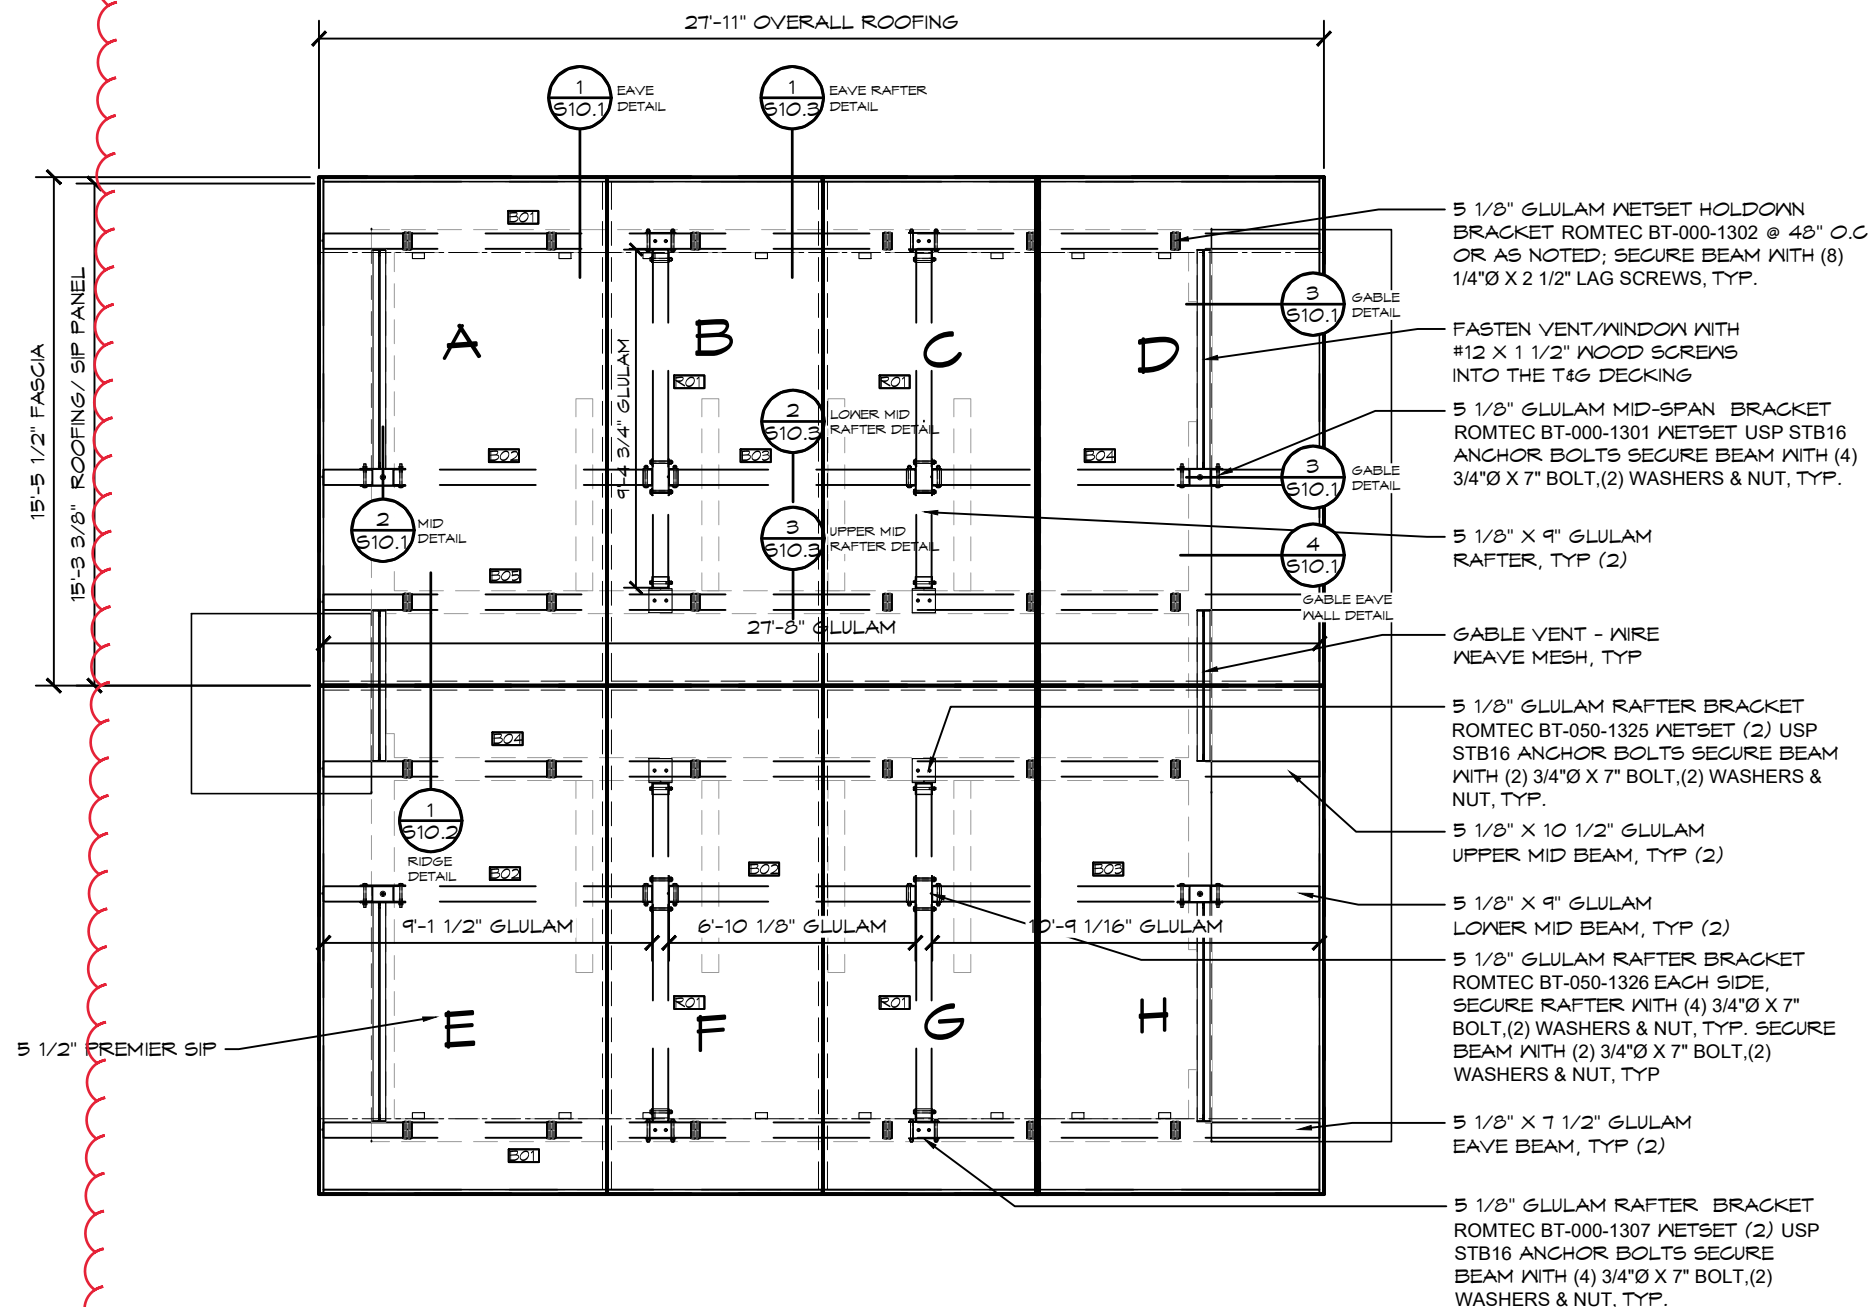 27'-11" OVERALL ROOFING
1
S10.1
EAVE
DETAIL
1
S10.3
EAVE RAFTER
DETAIL
15'-5 1/2" FASCIA
15'-3 3/8" ROOFING/ SIP PANEL
B01
A
B
C
D
9'-4 3/4" GLULAM
R01
R01
2
S10.3
LOWER MID
RAFTER DETAIL
B02
B03
B04
2
S10.1
MID
DETAIL
3
S10.3
UPPER MID
RAFTER DETAIL
3
S10.1
GABLE
DETAIL
3
S10.1
GABLE
DETAIL
4
S10.1
GABLE EAVE
WALL DETAIL
B05
27'-8" GLULAM
B04
1
S10.2
RIDGE
DETAIL
B02
B02
B03
9'-1 1/2" GLULAM
6'-10 1/8" GLULAM
10'-9 1/16" GLULAM
R01
R01
E
F
G
H
5 1/2" PREMIER SIP
B01
5 1/8" GLULAM WETSET HOLDOWN
BRACKET ROMTEC BT-000-1302 @ 48" O.C
OR AS NOTED; SECURE BEAM WITH (8)
1/4"Ø X 2 1/2" LAG SCREWS, TYP.
FASTEN VENT/WINDOW WITH
#12 X 1 1/2" WOOD SCREWS
INTO THE T&G DECKING
5 1/8" GLULAM MID-SPAN BRACKET
ROMTEC BT-000-1301 WETSET USP STB16
ANCHOR BOLTS SECURE BEAM WITH (4)
3/4"Ø X 7" BOLT,(2) WASHERS & NUT, TYP.
5 1/8" X 9" GLULAM
RAFTER, TYP (2)
GABLE VENT - WIRE
WEAVE MESH, TYP
5 1/8" GLULAM RAFTER BRACKET
ROMTEC BT-050-1325 WETSET (2) USP
STB16 ANCHOR BOLTS SECURE BEAM
WITH (2) 3/4"Ø X 7" BOLT,(2) WASHERS &
NUT, TYP.
5 1/8" X 10 1/2" GLULAM
UPPER MID BEAM, TYP (2)
5 1/8" X 9" GLULAM
LOWER MID BEAM, TYP (2)
5 1/8" GLULAM RAFTER BRACKET
ROMTEC BT-050-1326 EACH SIDE,
SECURE RAFTER WITH (4) 3/4"Ø X 7"
BOLT,(2) WASHERS & NUT, TYP. SECURE
BEAM WITH (2) 3/4"Ø X 7" BOLT,(2)
WASHERS & NUT, TYP
5 1/8" X 7 1/2" GLULAM
EAVE BEAM, TYP (2)
5 1/8" GLULAM RAFTER BRACKET
ROMTEC BT-000-1307 WETSET (2) USP
STB16 ANCHOR BOLTS SECURE
BEAM WITH (4) 3/4"Ø X 7" BOLT,(2)
WASHERS & NUT, TYP.